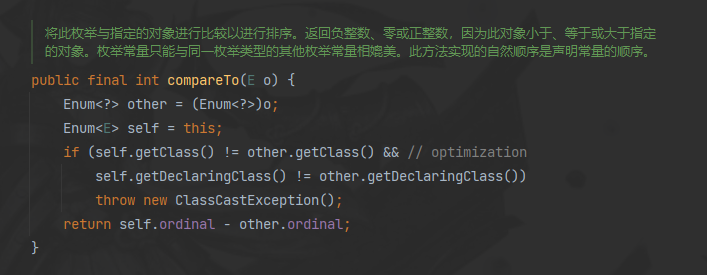 将此枚举与指定的对象进行比较以进行排序。返回负整数、零或正整数，因为此对象小于、等于或大于指定
的对象。枚举常量只能与同一枚举类型的其他枚举常量相媲美。此方法实现的自然顺序是声明常量的顺序。
public final int compareTo(E o) {
    Enum<?> other = (Enum<?>)o;
    Enum<E> self = this;
    if (self.getClass() != other.getClass() && // optimization
        self.getDeclaringClass() != other.getDeclaringClass())
        throw new ClassCastException();
    return self.ordinal - other.ordinal;
}